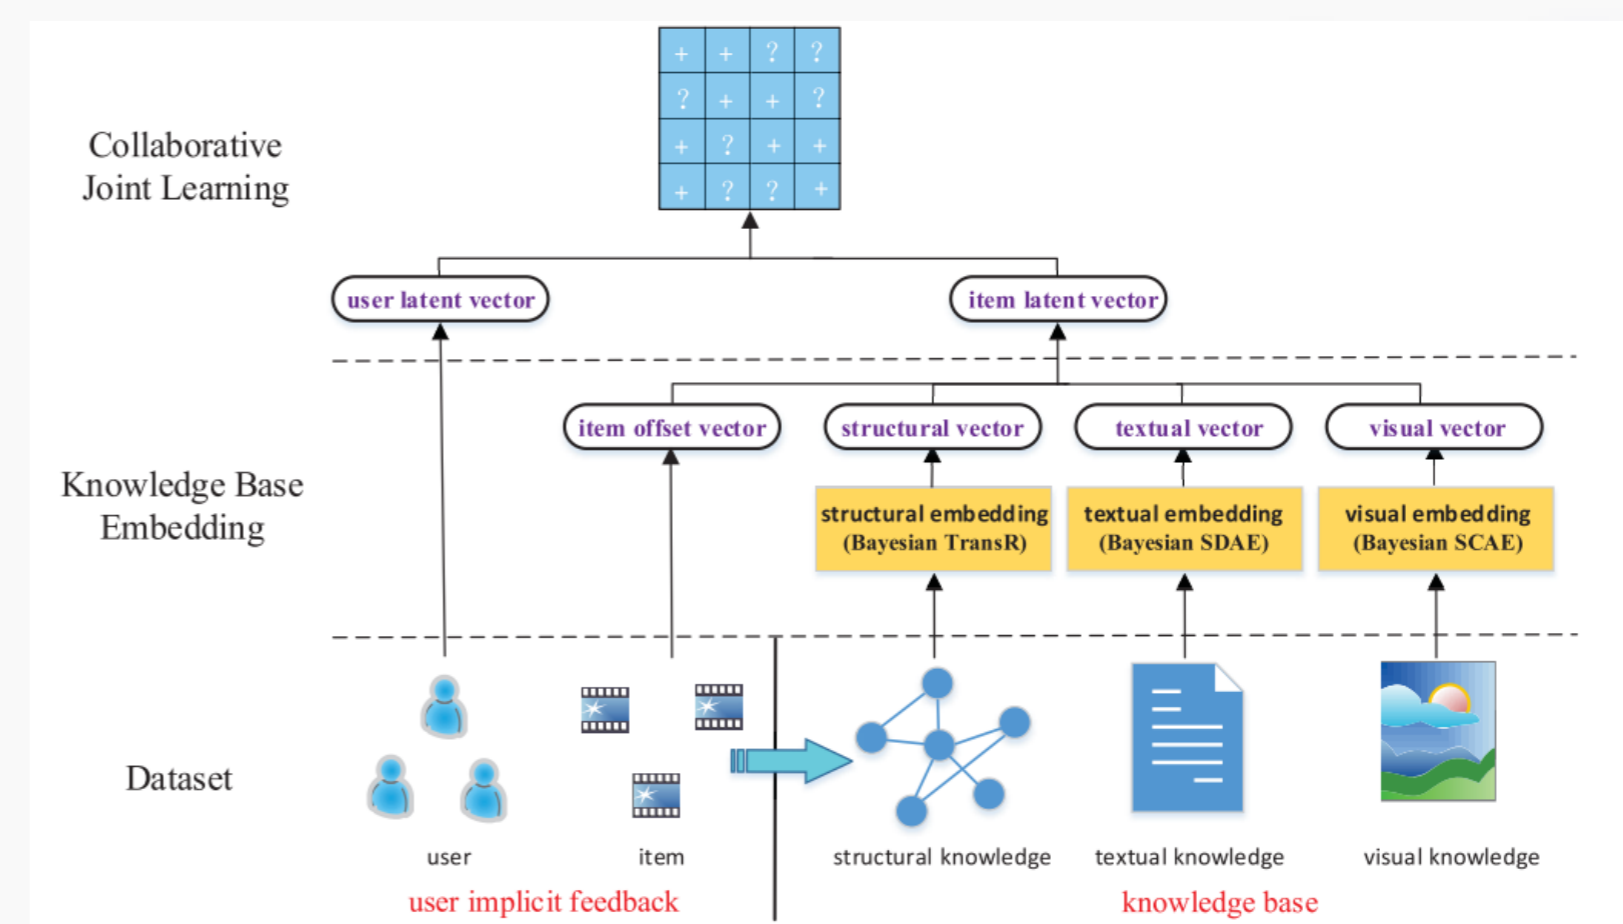 + + ? ?
? + + ?
+ ? + +
+ ? ? +
Collaborative
Joint Learning
user latent vector
item latent vector
item offset vector
structural vector
textual vector
visual vector
Knowledge Base
Embedding
structural embedding
(Bayesian TransR)
textual embedding
(Bayesian SDAE)
visual embedding
(Bayesian SCAE)
Dataset
user
item
structural knowledge
textual knowledge
visual knowledge
user implicit feedback
knowledge base